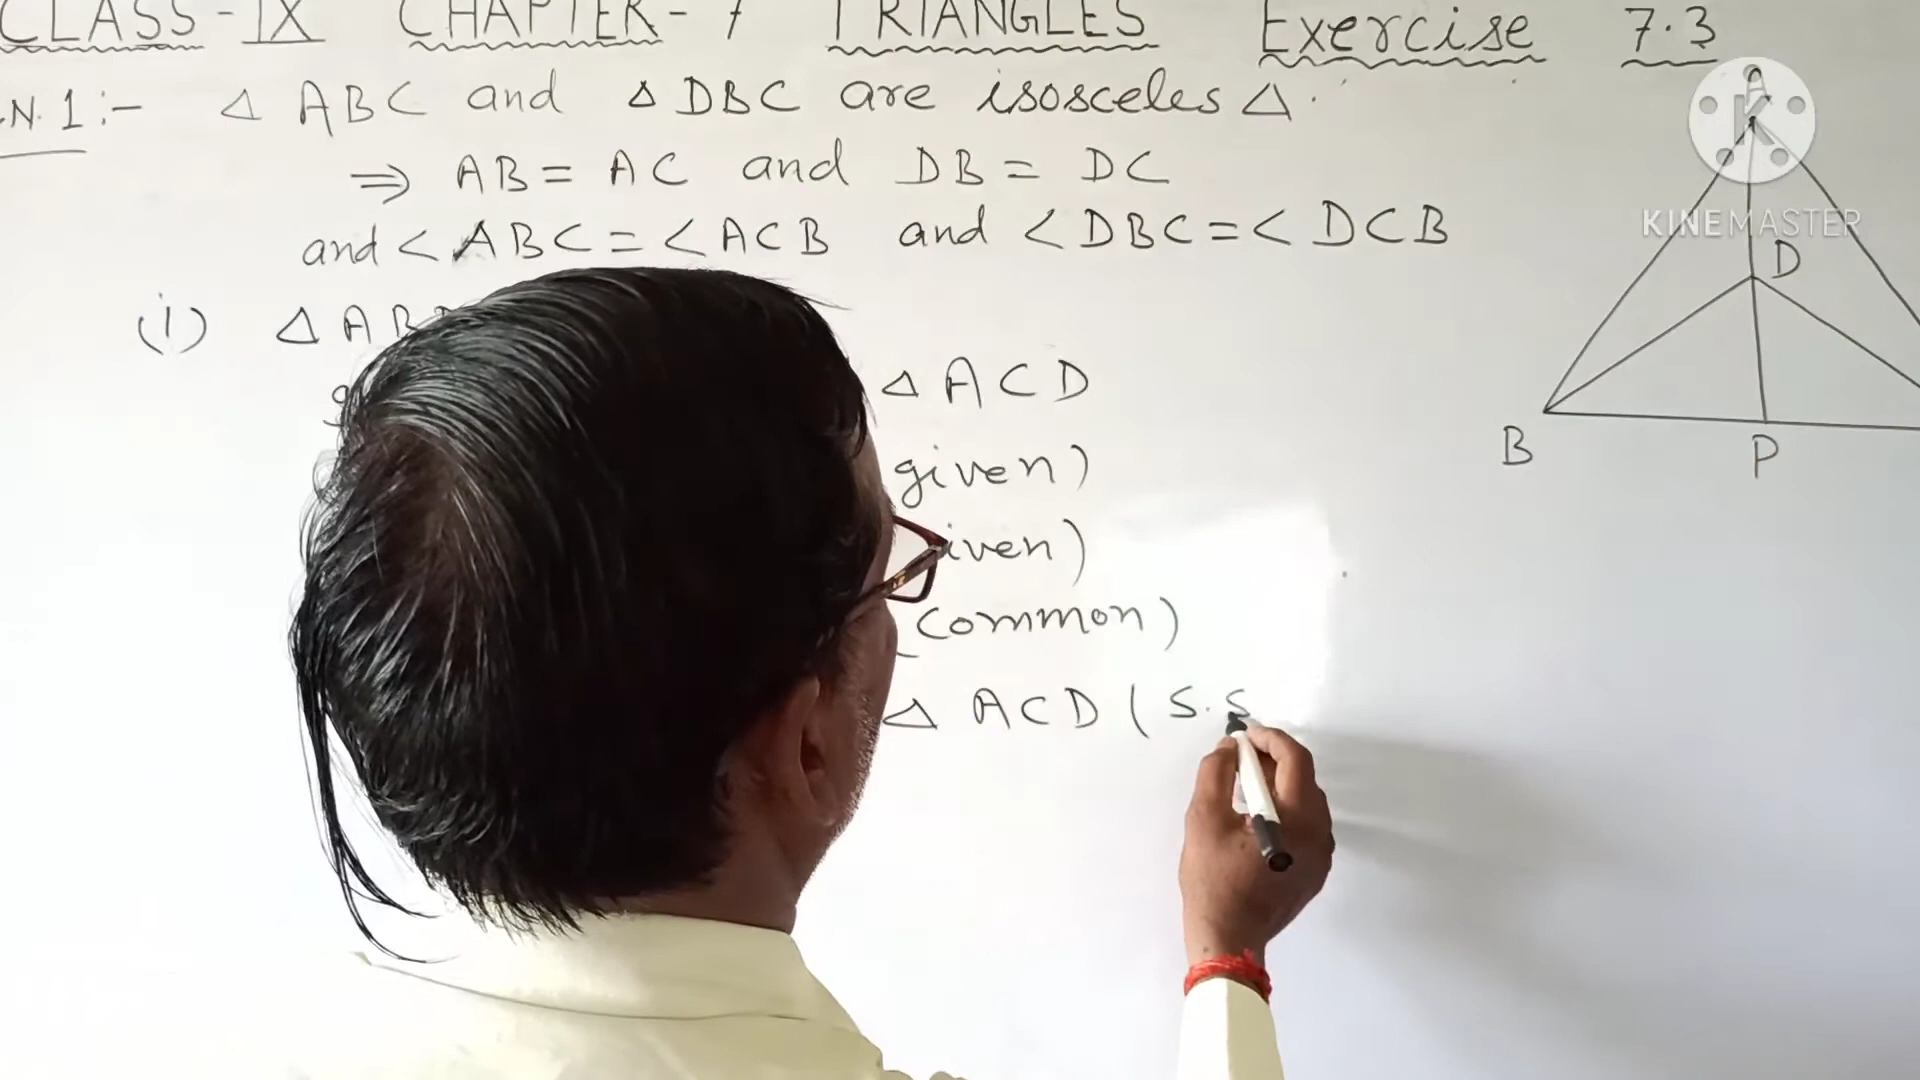 CLASS-IX CHAPTER-7 TRIANGLES Exercise 7.3
.N.1:- Δ ABC and Δ DBC are isosceles Δ.
⇒ AB = AC and DB = DC
and <ABC = <ACB and <DBC = <DCB
(i) Δ AB
Δ ACD
given)
iven)
(common)
Δ ACD (S.S
A
D
B
P
K
KINEMASTER